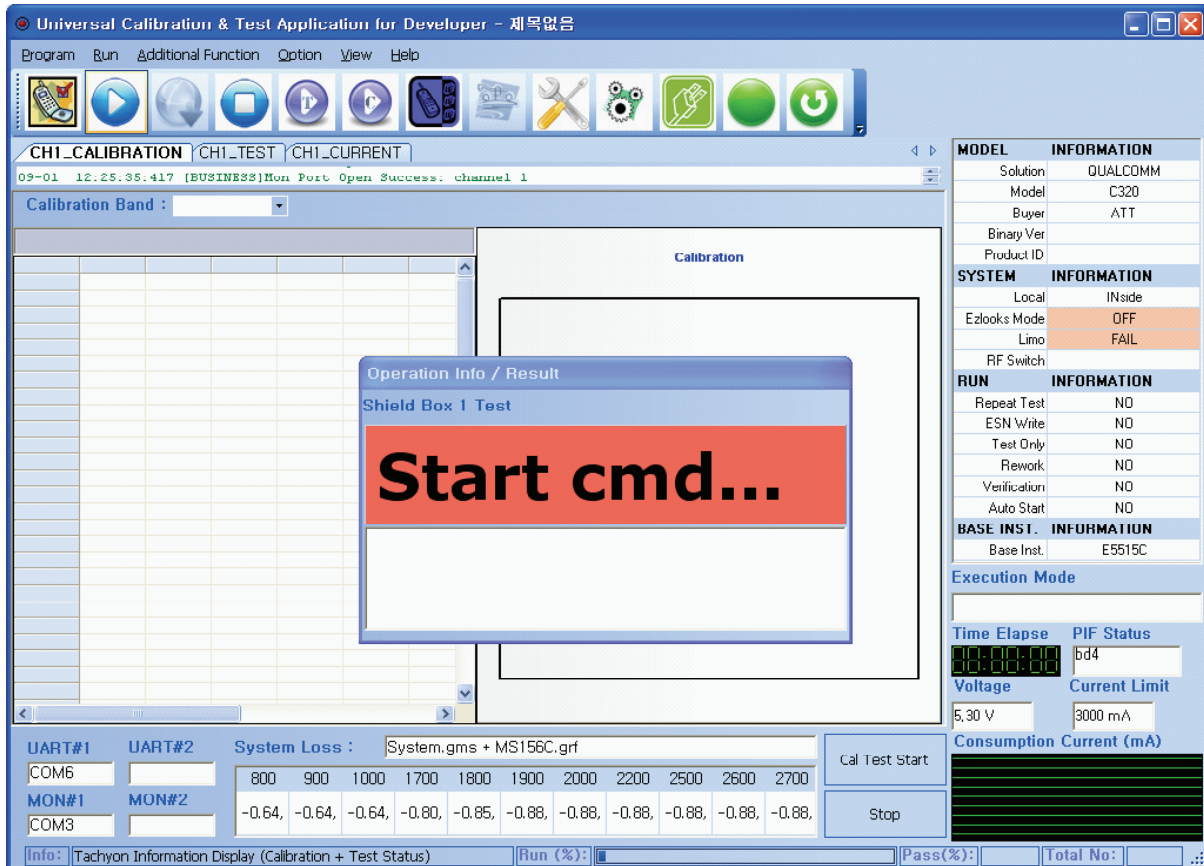 Universal Calibration & Test Application for Developer - 제목없음
Program Run Additional Function Option View Help
T C
CH1_CALIBRATION CH1_TEST CH1_CURRENT
09-01 12:25:35:417 [BUSINESS]Mon Port Open Success: channel 1
Calibration Band :
Calibration
Operation Info / Result
Shield Box 1 Test
Start cmd...
MODEL INFORMATION
Solution QUALCOMM
Model C320
Buyer ATT
Binary Ver
Product ID
SYSTEM INFORMATION
Local INside
Ezlooks Mode OFF
Limo FAIL
RF Switch
RUN INFORMATION
Repeat Test NO
ESN Write NO
Test Only NO
Rework NO
Verification NO
Auto Start NO
BASE INST. INFORMATION
Base Inst. E5515C
Execution Mode
Time Elapse PIF Status
00:00:00 bd4
Voltage Current Limit
5,30 V 3000 mA
Consumption Current (mA)
UART#1 UART#2 System Loss : System.gms + MS156C.grf
COM6
800 900 1000 1700 1800 1900 2000 2200 2500 2600 2700
MON#1 MON#2
COM3
-0.64, -0.64, -0.64, -0.80, -0.85, -0.88, -0.88, -0.88, -0.88, -0.88, -0.88,
Cal Test Start
Stop
Info: Tachyon Information Display (Calibration + Test Status) Run (%): Pass(%): Total No: